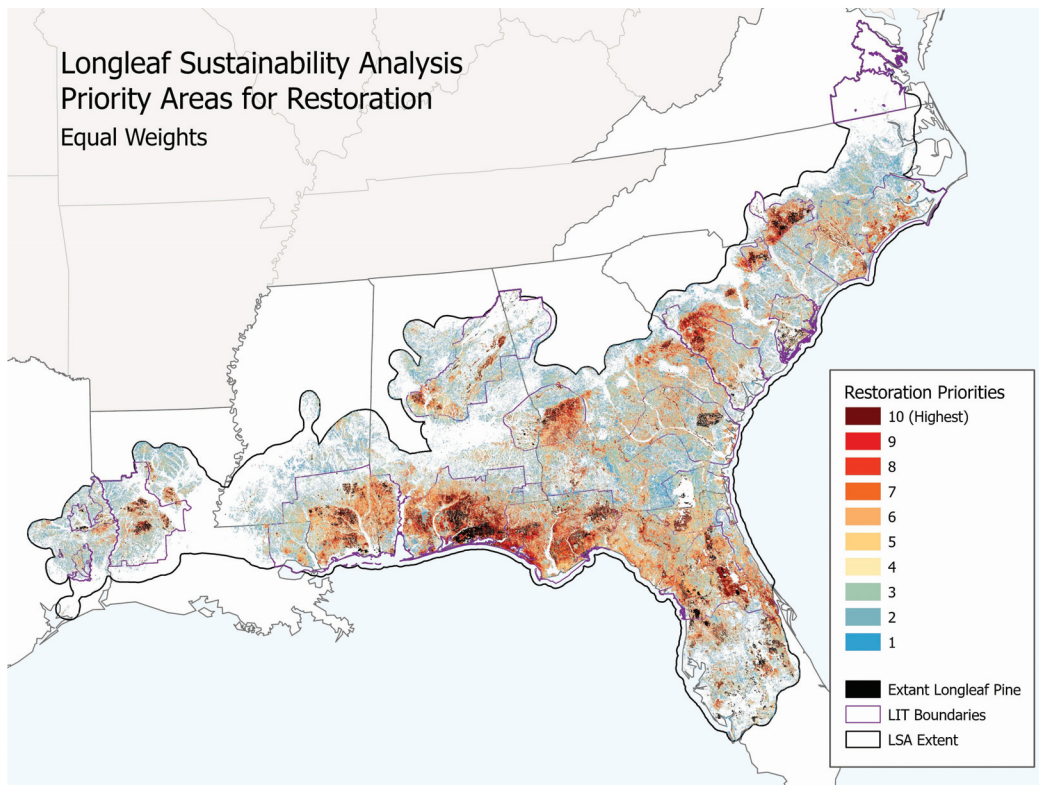 Longleaf Sustainability Analysis
Priority Areas for Restoration
Equal Weights
Restoration Priorities
10 (Highest)
9
8
7
6
5
4
3
2
1
Extant Longleaf Pine
LIT Boundaries
LSA Extent